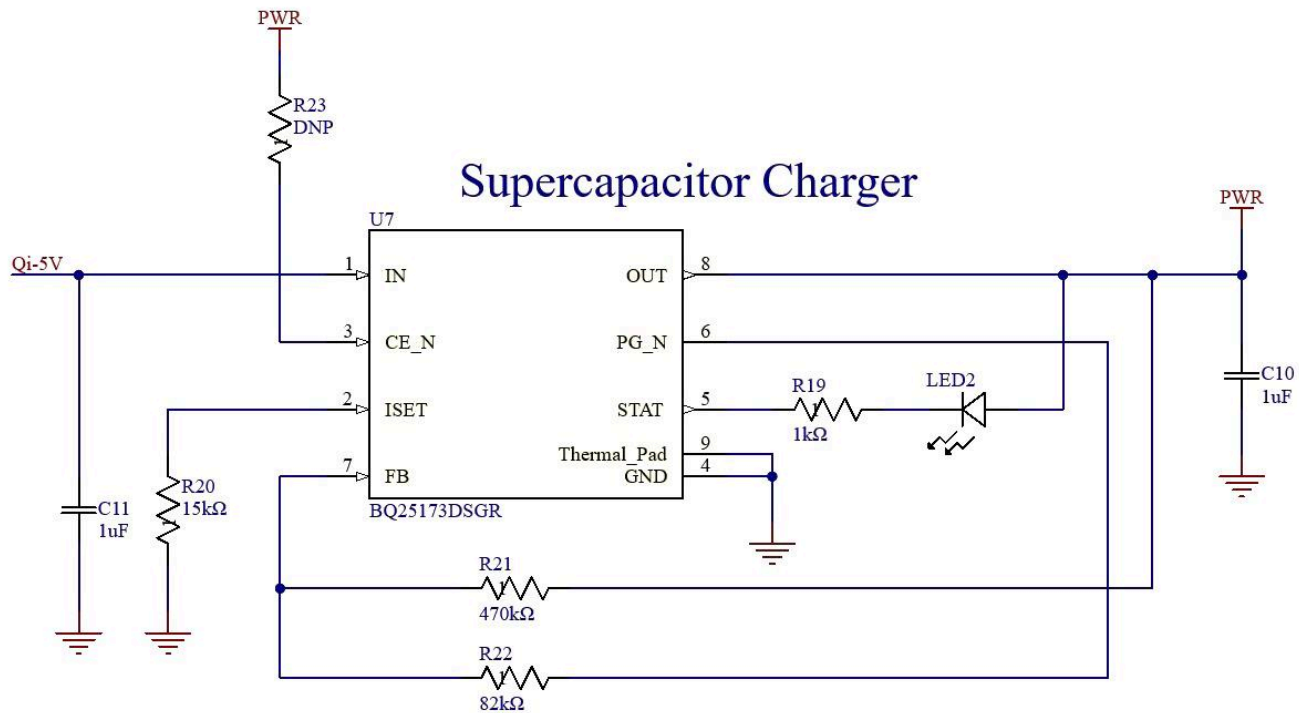 PWR
R23
DNP
Supercapacitor Charger
U7
PWR
Qi-5V
1
IN
OUT
8
3
CE_N
PG_N
6
2
ISET
STAT
5
R19
1kΩ
LED2
C10
1uF
7
FB
Thermal_Pad
9
GND
4
BQ25173DSGR
C11
1uF
R20
15kΩ
R21
470kΩ
R22
82kΩ